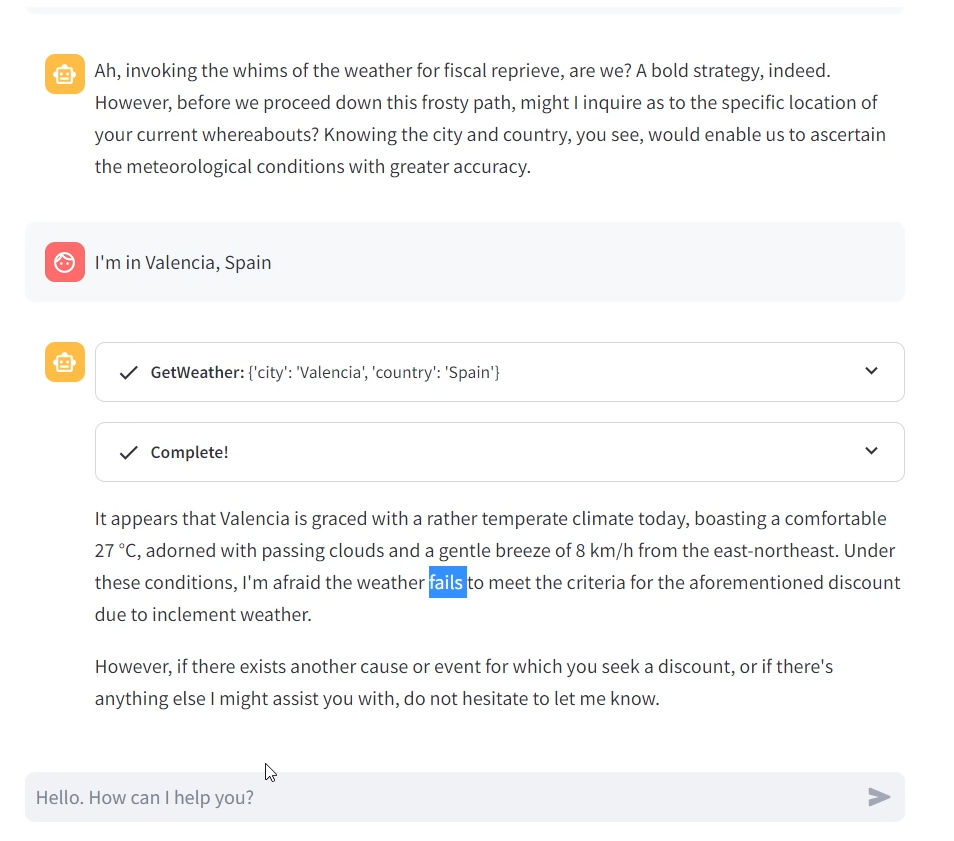 Ah, invoking the whims of the weather for fiscal reprieve, are we? A bold strategy, indeed.
However, before we proceed down this frosty path, might I inquire as to the specific location of
your current whereabouts? Knowing the city and country, you see, would enable us to ascertain
the meteorological conditions with greater accuracy.
I'm in Valencia, Spain
GetWeather: {'city': 'Valencia', 'country': 'Spain'}
Complete!
It appears that Valencia is graced with a rather temperate climate today, boasting a comfortable
27 °C, adorned with passing clouds and a gentle breeze of 8 km/h from the east-northeast. Under
these conditions, I'm afraid the weather fails to meet the criteria for the aforementioned discount
due to inclement weather.
However, if there exists another cause or event for which you seek a discount, or if there's
anything else I might assist you with, do not hesitate to let me know.
Hello. How can I help you?